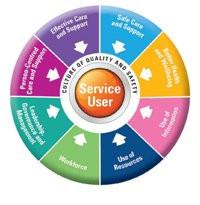 Effective Care
and Support
Safe Care
and Support
Better Health
and Wellbeing
Use of
Information
Use of
Resources
Workforce
Leadership,
Governance and
Management
Person-Centred
Care and Support
CULTURE OF QUALITY AND SAFETY
Service
User